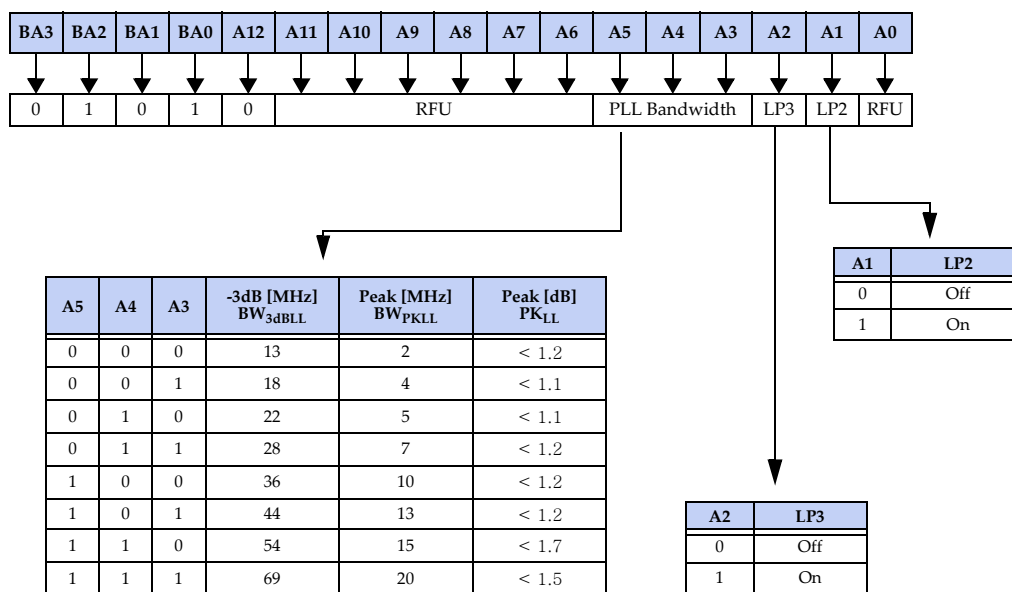 BA3 BA2 BA1 BA0 A12 A11 A10 A9 A8 A7 A6 A5 A4 A3 A2 A1 A0
0 1 0 1 0 RFU PLL Bandwidth LP3 LP2 RFU
A1 LP2
0 Off
1 On
A5 A4 A3 -3dB [MHz] BW3dBLL Peak [MHz] BWPKLL Peak [dB] PKLL
0 0 0 13 2 < 1.2
0 0 1 18 4 < 1.1
0 1 0 22 5 < 1.1
0 1 1 28 7 < 1.2
1 0 0 36 10 < 1.2
1 0 1 44 13 < 1.2
1 1 0 54 15 < 1.7
1 1 1 69 20 < 1.5
A2 LP3
0 Off
1 On